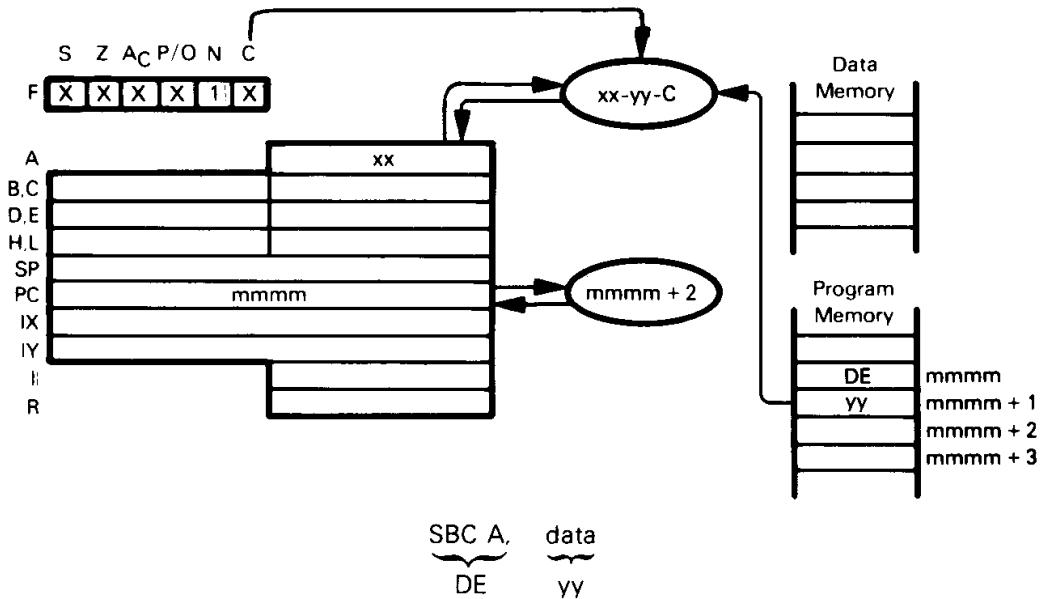 S Z AC P/O N C
F X X X X 1 X
xx-yy-C
Data
Memory
A xx
B,C
D,E
H,L
SP
PC mmmm
mmmm + 2
IX
IY
I
R
Program
Memory
DE mmmm
yy mmmm + 1
mmmm + 2
mmmm + 3
SBC A, data
DE yy